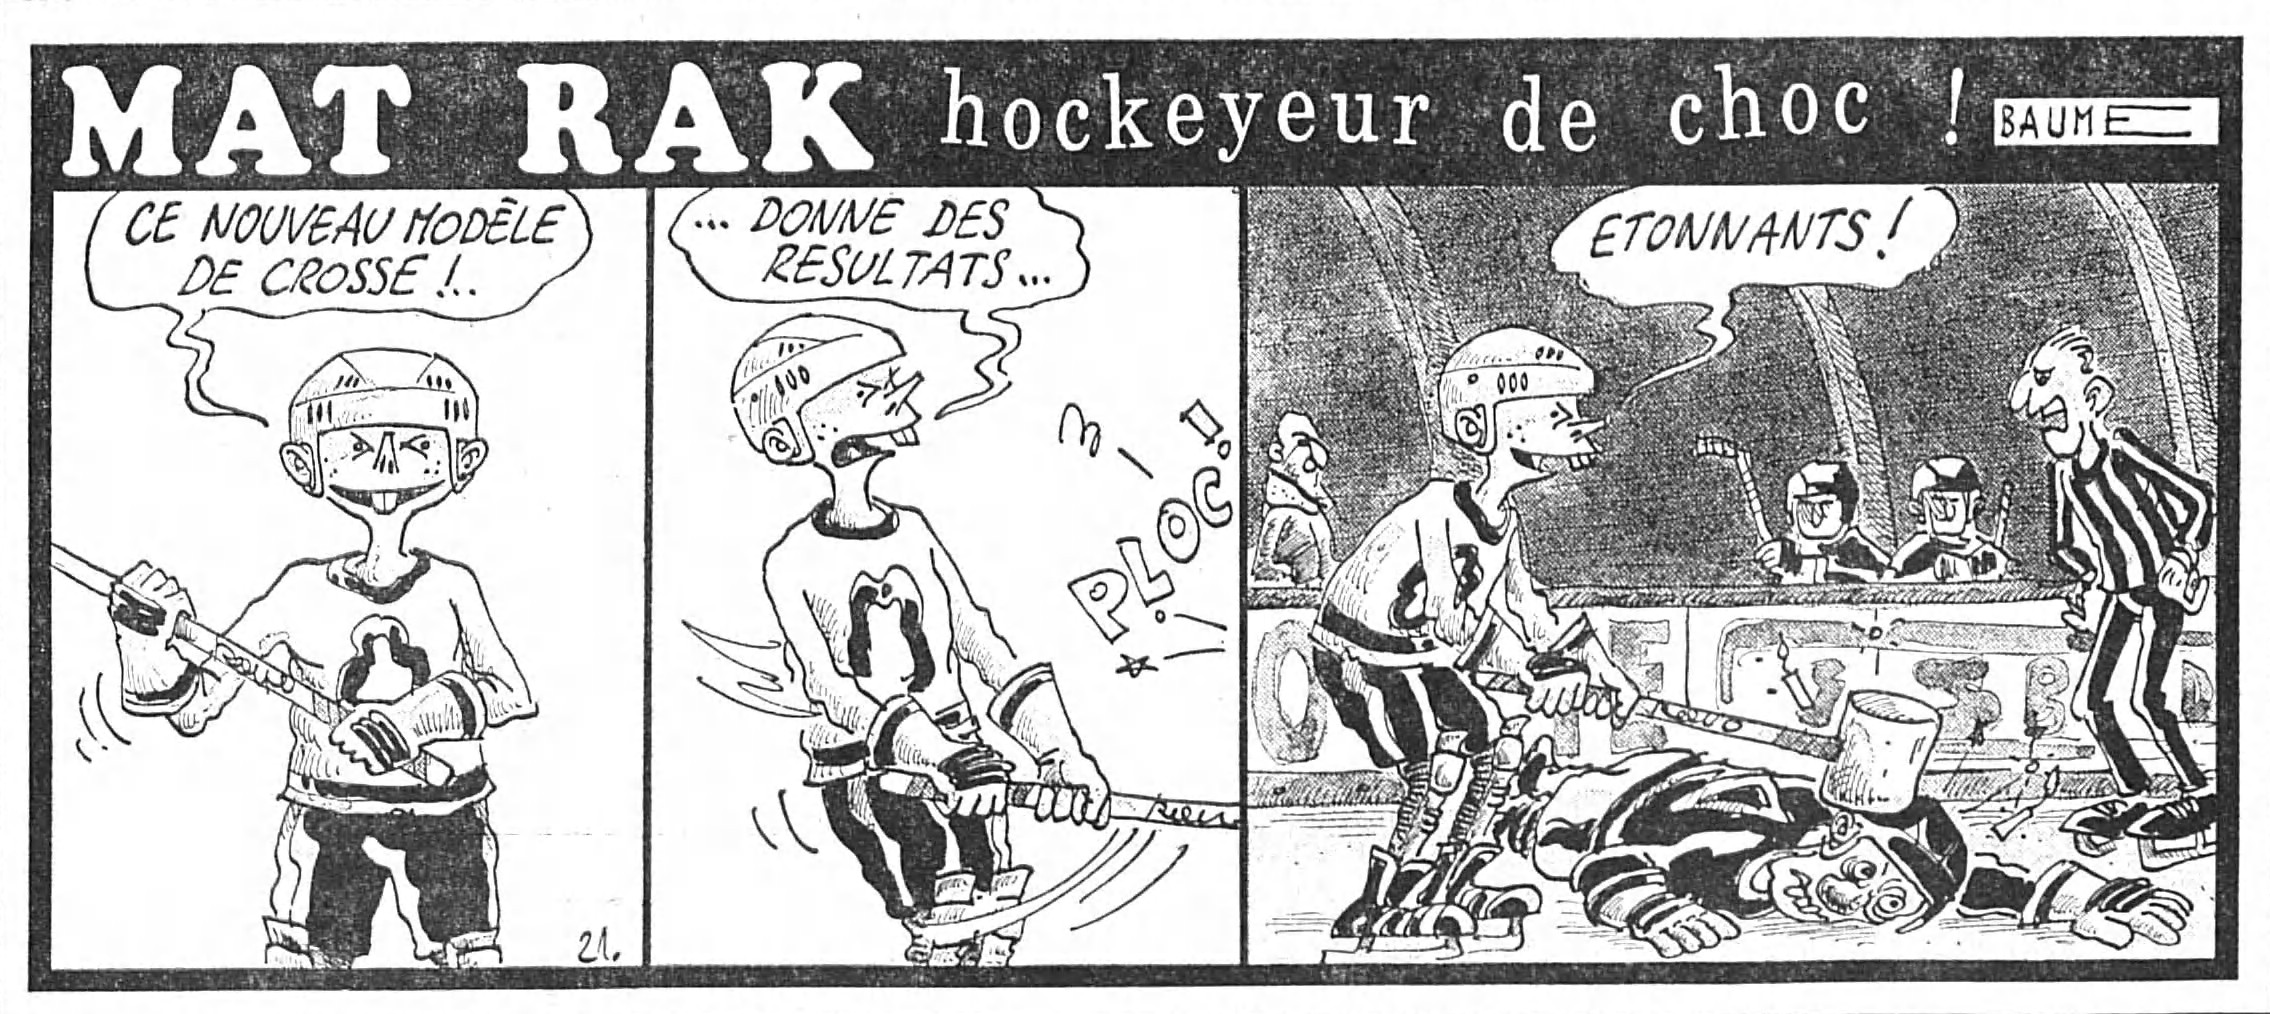 MAT RAK hockeyeur de choc ! BAUME
CE NOUVEAU MODÈLE
DE CROSSE !..
... DONNE DES
RESULTATS...
PLOC !
ETONNANTS !
21.